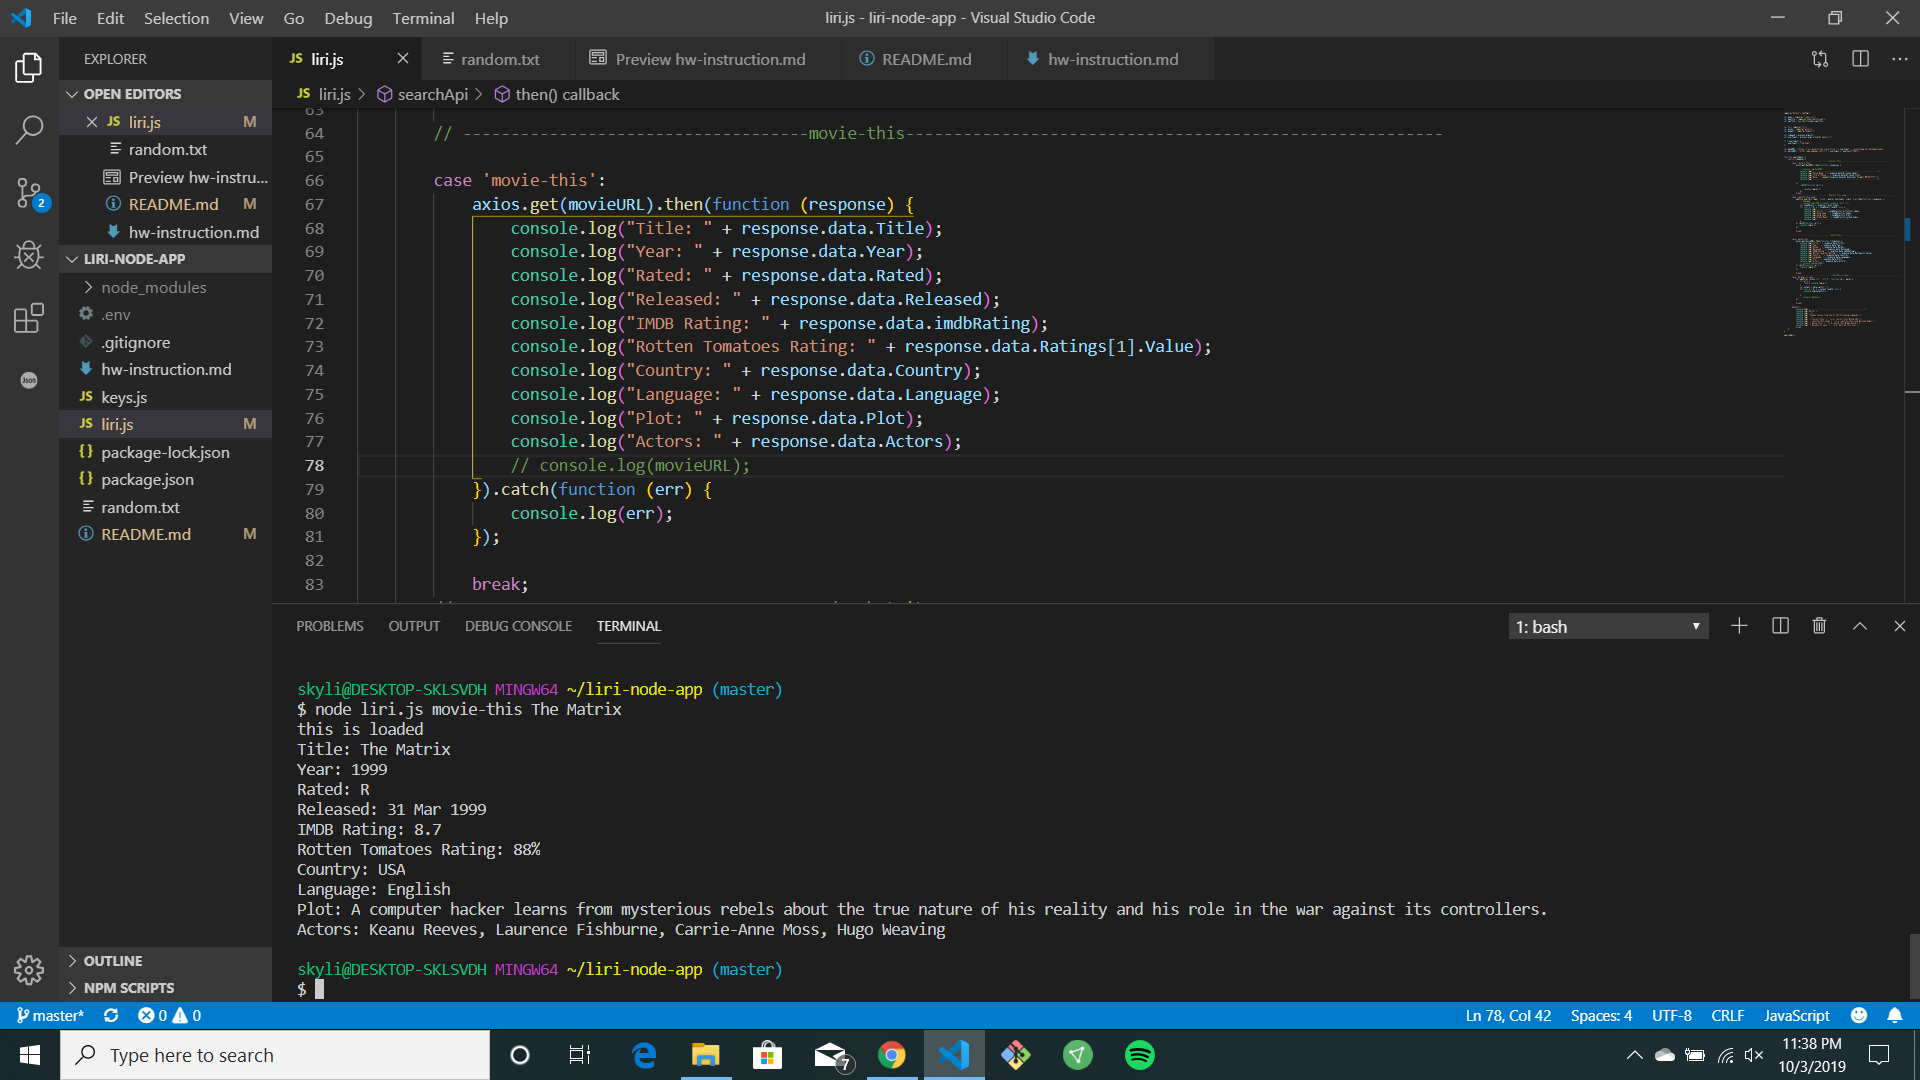 File Edit Selection View Go Debug Terminal Help
liri.js - liri-node-app - Visual Studio Code
EXPLORER
OPEN EDITORS
JS liri.js M
random.txt
Preview hw-instru...
README.md M
hw-instruction.md
2
LIRI-NODE-APP
node_modules
.env
.gitignore
hw-instruction.md
JS keys.js
JS liri.js M
{} package-lock.json
{} package.json
random.txt
README.md M
Json
OUTLINE
NPM SCRIPTS
JS liri.js random.txt Preview hw-instruction.md README.md hw-instruction.md
JS liri.js > searchApi > then() callback
63
64 // ------------------------------------movie-this--------------------------------------------------------
65
66 case 'movie-this':
67 axios.get(movieURL).then(function (response) {
68 console.log("Title: " + response.data.Title);
69 console.log("Year: " + response.data.Year);
70 console.log("Rated: " + response.data.Rated);
71 console.log("Released: " + response.data.Released);
72 console.log("IMDB Rating: " + response.data.imdbRating);
73 console.log("Rotten Tomatoes Rating: " + response.data.Ratings[1].Value);
74 console.log("Country: " + response.data.Country);
75 console.log("Language: " + response.data.Language);
76 console.log("Plot: " + response.data.Plot);
77 console.log("Actors: " + response.data.Actors);
78 // console.log(movieURL);
79 }).catch(function (err) {
80 console.log(err);
81 });
82
83 break;
PROBLEMS OUTPUT DEBUG CONSOLE TERMINAL
1: bash
skyli@DESKTOP-SKLSVDH MINGW64 ~/liri-node-app (master)
$ node liri.js movie-this The Matrix
this is loaded
Title: The Matrix
Year: 1999
Rated: R
Released: 31 Mar 1999
IMDB Rating: 8.7
Rotten Tomatoes Rating: 88%
Country: USA
Language: English
Plot: A computer hacker learns from mysterious rebels about the true nature of his reality and his role in the war against its controllers.
Actors: Keanu Reeves, Laurence Fishburne, Carrie-Anne Moss, Hugo Weaving
skyli@DESKTOP-SKLSVDH MINGW64 ~/liri-node-app (master)
$
master* 0 0
Ln 78, Col 42 Spaces: 4 UTF-8 CRLF JavaScript
Type here to search
7
11:38 PM
10/3/2019